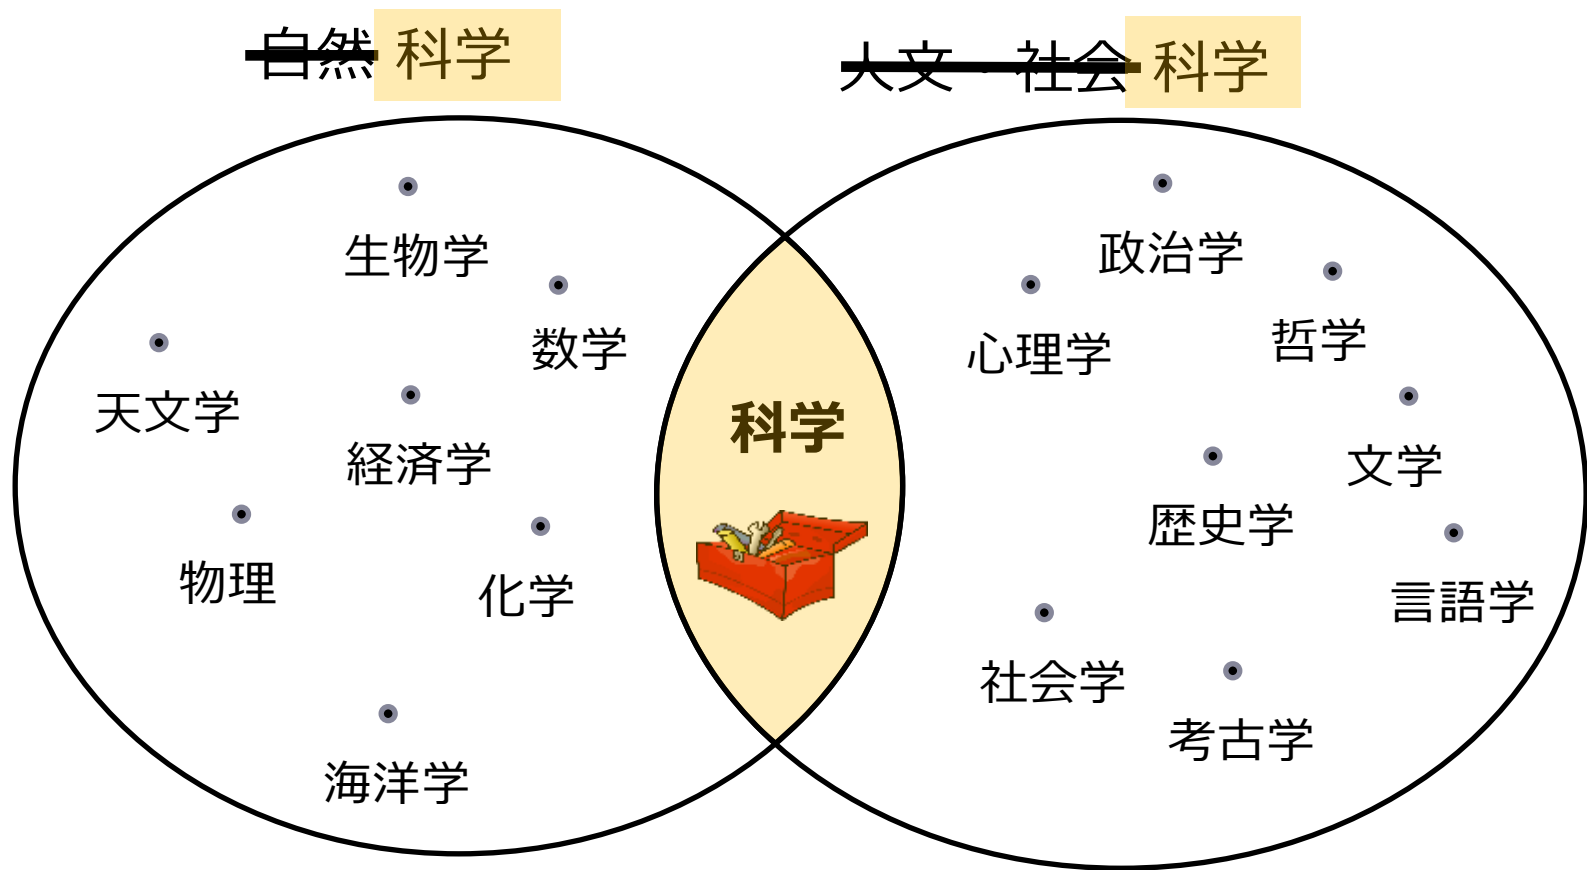 自然 科学
人文・社会 科学
生物学
数学
天文学
経済学
物理
化学
海洋学
科学
政治学
心理学
哲学
文学
歴史学
言語学
社会学
考古学